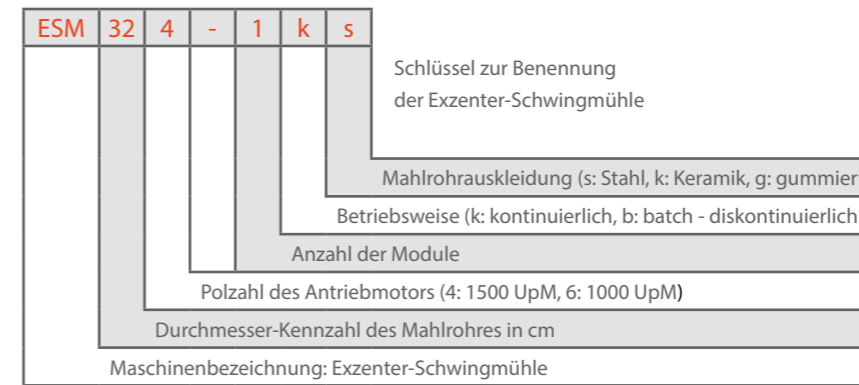 ESM 32 4 - 1 k s
Schlüssel zur Benennung
der Exzenter-Schwingmühle
Mahlrohrauskleidung (s: Stahl, k: Keramik, g: gummier
Betriebsweise (k: kontinuierlich, b: batch - diskontinuierlich
Anzahl der Module
Polzahl des Antriebmotors (4: 1500 UpM, 6: 1000 UpM)
Durchmesser-Kennzahl des Mahlrohres in cm
Maschinenbezeichnung: Exzenter-Schwingmühle